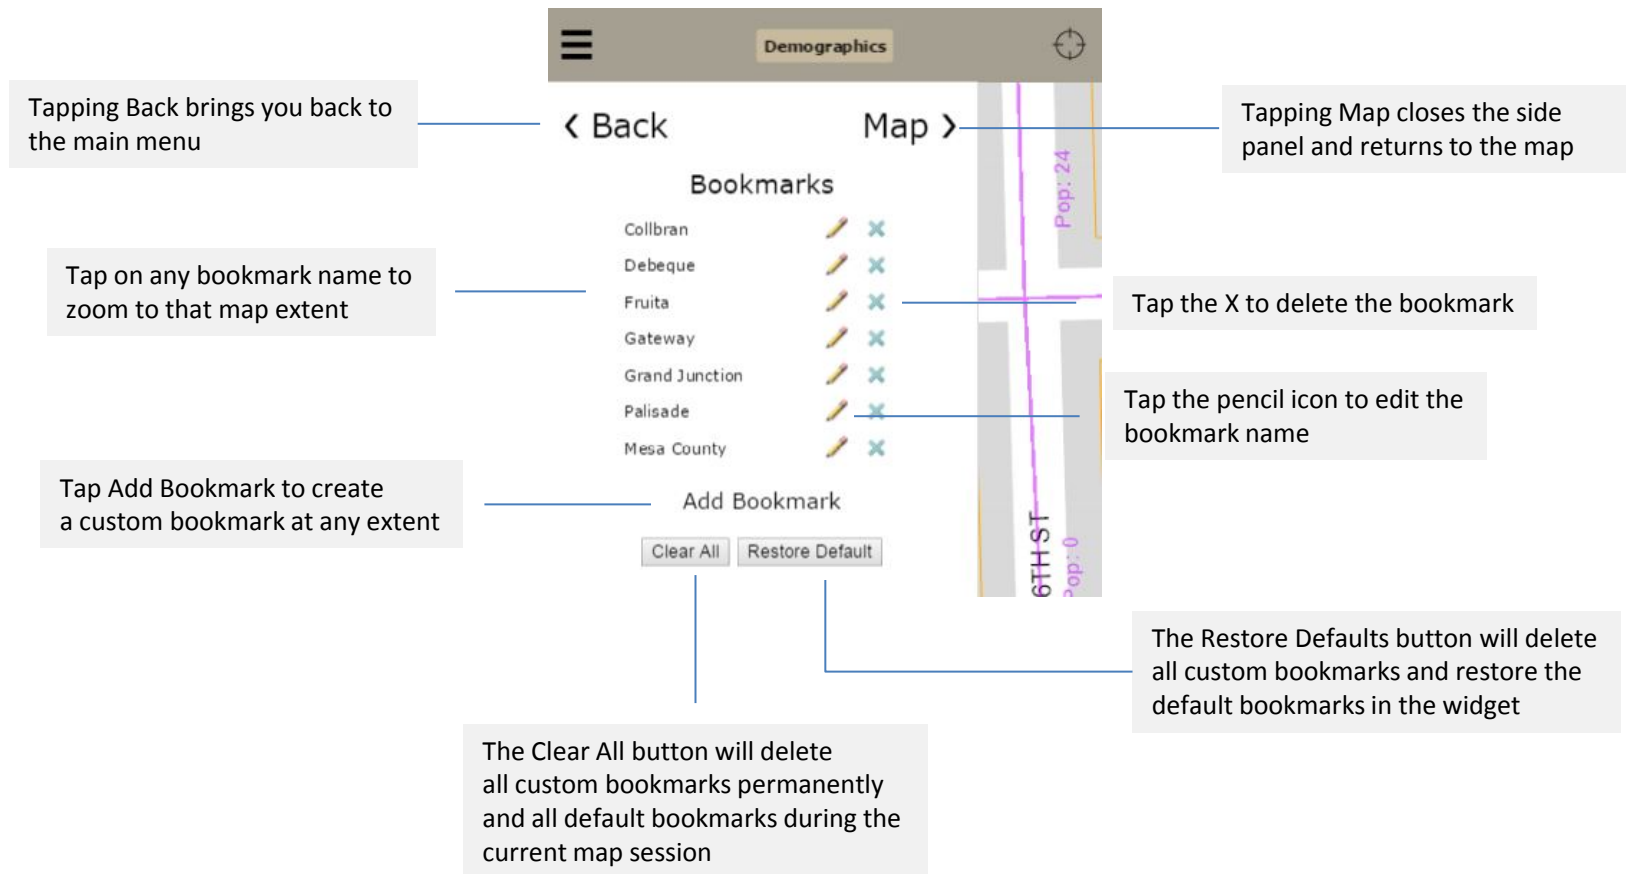 Demographics
Tapping Back brings you back to
the main menu
Back
Map
Tapping Map closes the side
panel and returns to the map
Pop: 24
Bookmarks
Collbran
Debeque
Fruita
Gateway
Grand Junction
Palisade
Mesa County
Tap on any bookmark name to
zoom to that map extent
Tap the X to delete the bookmark
Tap the pencil icon to edit the
bookmark name
Tap Add Bookmark to create
a custom bookmark at any extent
Add Bookmark
Clear All
Restore Default
6TH ST
Pop: 0
The Restore Defaults button will delete
all custom bookmarks and restore the
default bookmarks in the widget
The Clear All button will delete
all custom bookmarks permanently
and all default bookmarks during the
current map session